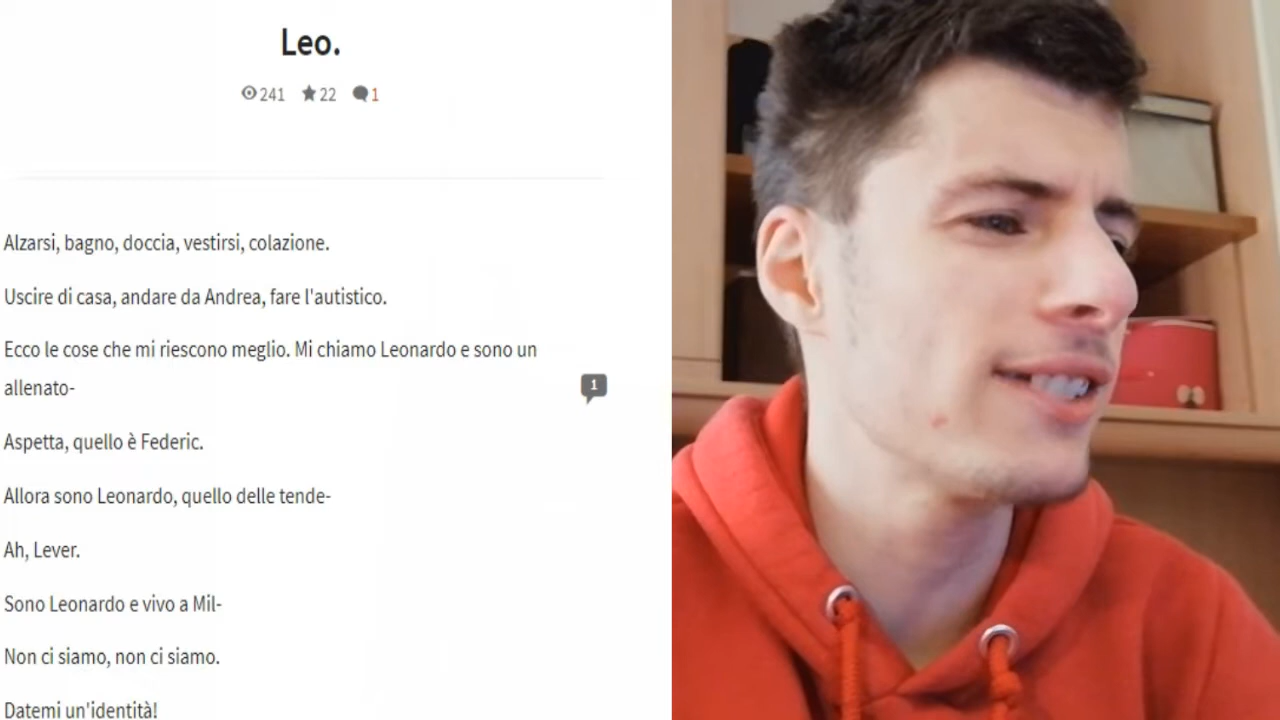 Leo.
241 22 1
Alzarsi, bagno, doccia, vestirsi, colazione.
Uscire di casa, andare da Andrea, fare l'autistico.
Ecco le cose che mi riescono meglio. Mi chiamo Leonardo e sono un
allenato-
1
Aspetta, quello è Federic.
Allora sono Leonardo, quello delle tende-
Ah, Lever.
Sono Leonardo e vivo a Mil-
Non ci siamo, non ci siamo.
Datemi un'identità!